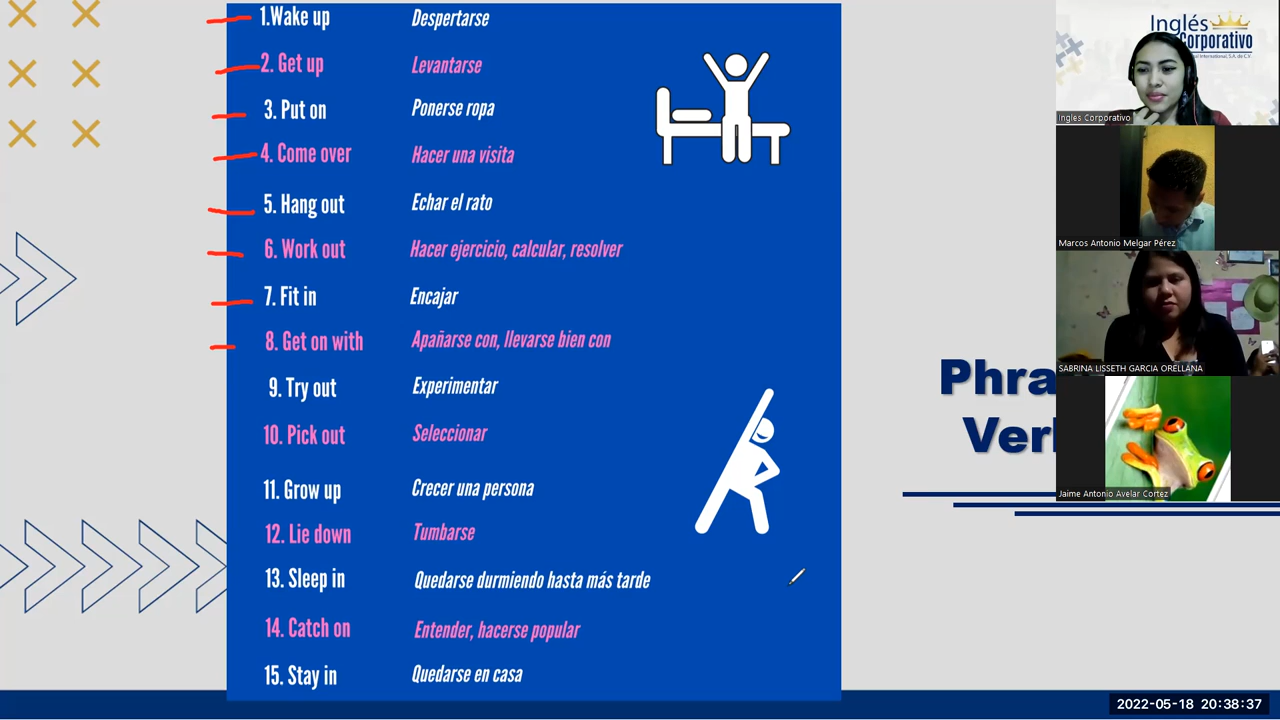 1.Wake up Despertarse
2. Get up Levantarse
3. Put on Ponerse ropa
4. Come over Hacer una visita
5. Hang out Echar el rato
6. Work out Hacer ejercicio, calcular, resolver
7. Fit in Encajar
8. Get on with Apañarse con, llevarse bien con
9. Try out Experimentar
10. Pick out Seleccionar
11. Grow up Crecer una persona
12. Lie down Tumbarse
13. Sleep in Quedarse durmiendo hasta más tarde
14. Catch on Entender, hacerse popular
15. Stay in Quedarse en casa
Phra
Ver
Inglés
Corporativo
Ingles Corporativo
Marcos Antonio Melgar Pérez
SABRINA LISSETH GARCIA ORELLANA
Jaime Antonio Avelar Cortez
2022-05-18 20:38:37